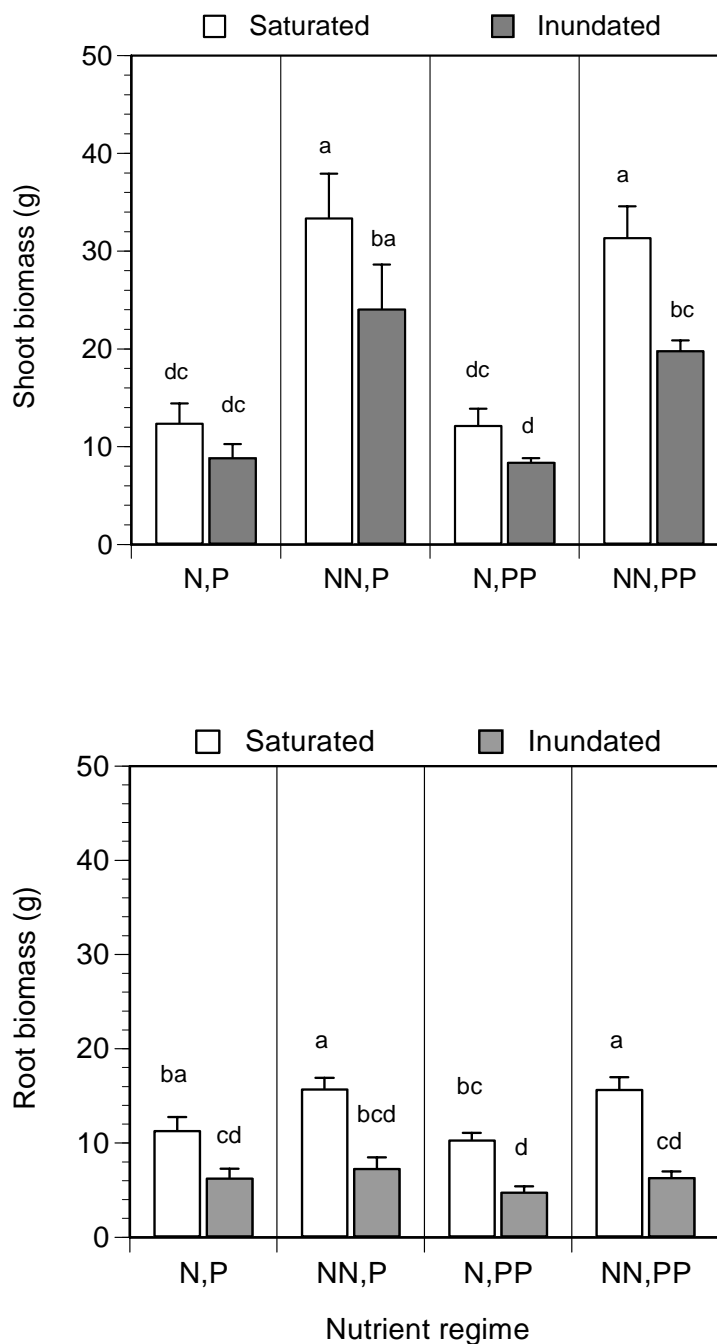 Saturated Inundated
50
40
30
20
10
0
Shoot biomass (g)
a
a
ba
bc
dc
dc
dc
d
N,P NN,P N,PP NN,PP
Saturated Inundated
50
40
30
20
10
0
Root biomass (g)
a
a
ba
bc
bcd
cd
d
cd
N,P NN,P N,PP NN,PP
Nutrient regime